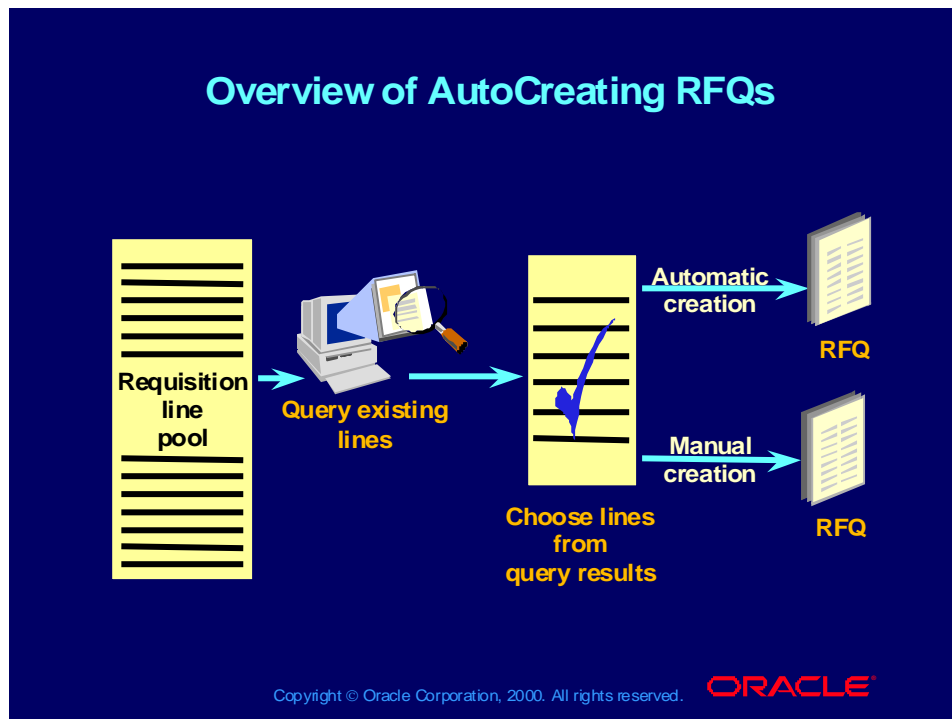 Overview of AutoCreating RFQs
Requisition
line
pool
Query existing
lines
Choose lines
from
query results
Automatic
creation
RFQ
Manual
creation
RFQ
Copyright © Oracle Corporation, 2000. All rights reserved.
ORACLE®